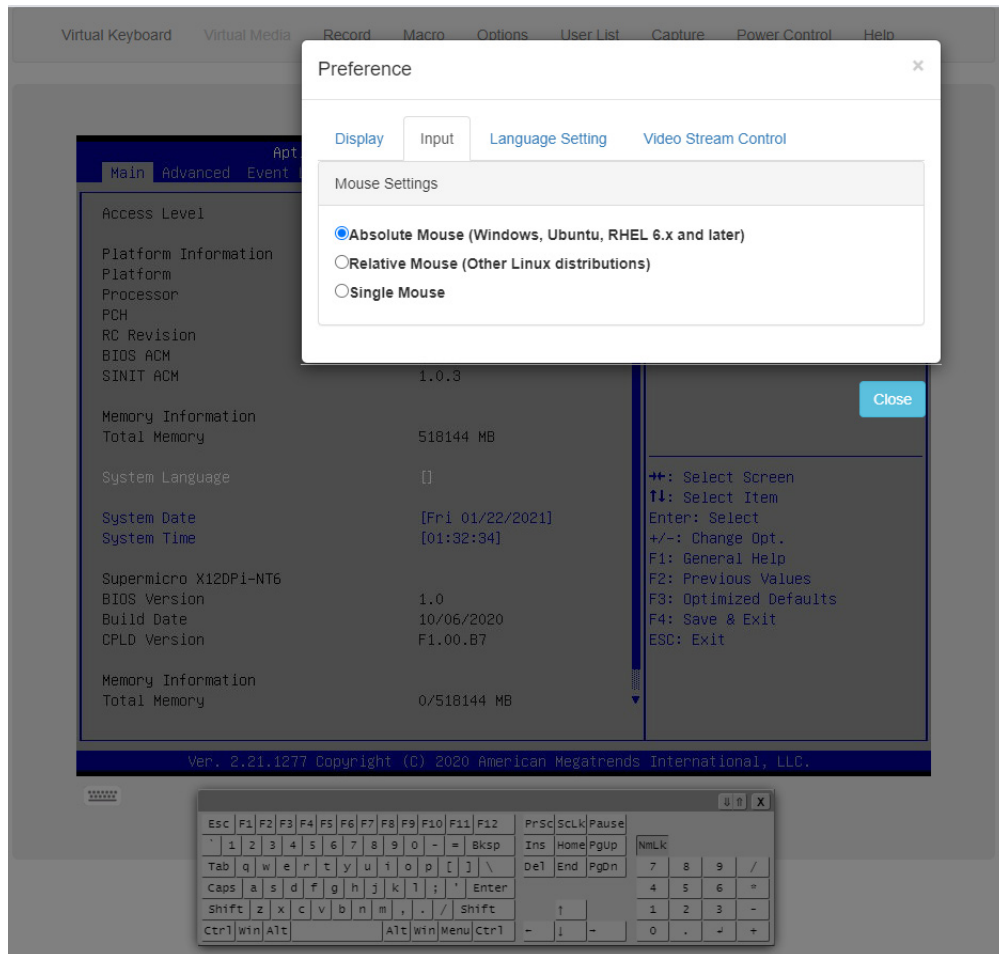 Virtual Keyboard Virtual Media Record Macro Options User List Capture Power Control Help
Preference ×
Display Input Language Setting Video Stream Control
Mouse Settings
Absolute Mouse (Windows, Ubuntu, RHEL 6.x and later)
Relative Mouse (Other Linux distributions)
Single Mouse
Close
Apt
Main Advanced Event
Access Level
Platform Information
Platform
Processor
PCH
RC Revision
BIOS ACM
SINIT ACM 1.0.3
Memory Information
Total Memory 518144 MB
System Language []
System Date [Fri 01/22/2021]
System Time [01:32:34]
Supermicro X12DPi-NT6
BIOS Version 1.0
Build Date 10/06/2020
CPLD Version F1.00.B7
Memory Information
Total Memory 0/518144 MB
→←: Select Screen
↑↓: Select Item
Enter: Select
+/-: Change Opt.
F1: General Help
F2: Previous Values
F3: Optimized Defaults
F4: Save & Exit
ESC: Exit
Ver. 2.21.1277 Copyright (C) 2020 American Megatrends International, LLC.
⇓ ⇑ X
Esc F1 F2 F3 F4 F5 F6 F7 F8 F9 F10 F11 F12 PrSc ScLk Pause
` 1 2 3 4 5 6 7 8 9 0 - = Bksp Ins Home PgUp NmLk
Tab q w e r t y u i o p [ ] \ Del End PgDn 7 8 9 /
Caps a s d f g h j k l ; ' Enter 4 5 6
Shift z x c v b n m , . / Shift ↑ 1 2 3 -
Ctrl Win Alt Alt Win Menu Ctrl ← ↓ → 0 . ↲ +